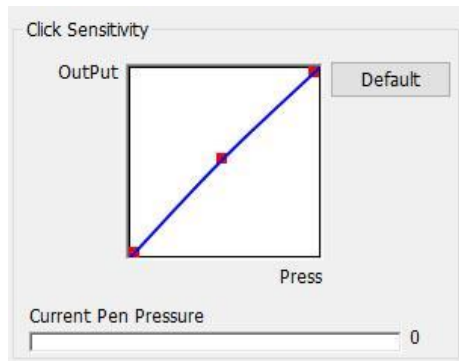 Click Sensitivity
OutPut
Default
Press
Current Pen Pressure
0